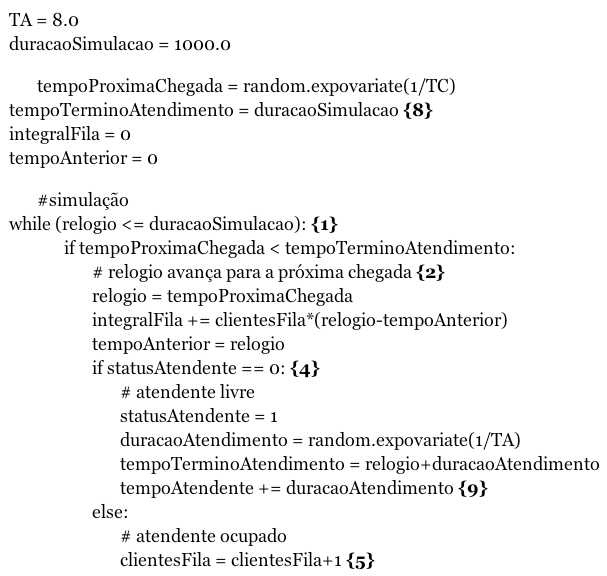 TA = 8.0
duracaoSimulacao = 1000.0
tempoProximaChegada = random.expovariate(1/TC)
tempoTerminoAtendimento = duracaoSimulacao {8}
integralFila = 0
tempoAnterior = 0
#simulação
while (relogio <= duracaoSimulacao): {1}
if tempoProximaChegada < tempoTerminoAtendimento:
# relogio avança para a próxima chegada {2}
relogio = tempoProximaChegada
integralFila += clientesFila*(relogio-tempoAnterior)
tempoAnterior = relogio
if statusAtendente == 0: {4}
# atendente livre
statusAtendente = 1
duracaoAtendimento = random.expovariate(1/TA)
tempoTerminoAtendimento = relogio+duracaoAtendimento
tempoAtendente += duracaoAtendimento {9}
else:
# atendente ocupado
clientesFila = clientesFila+1 {5}